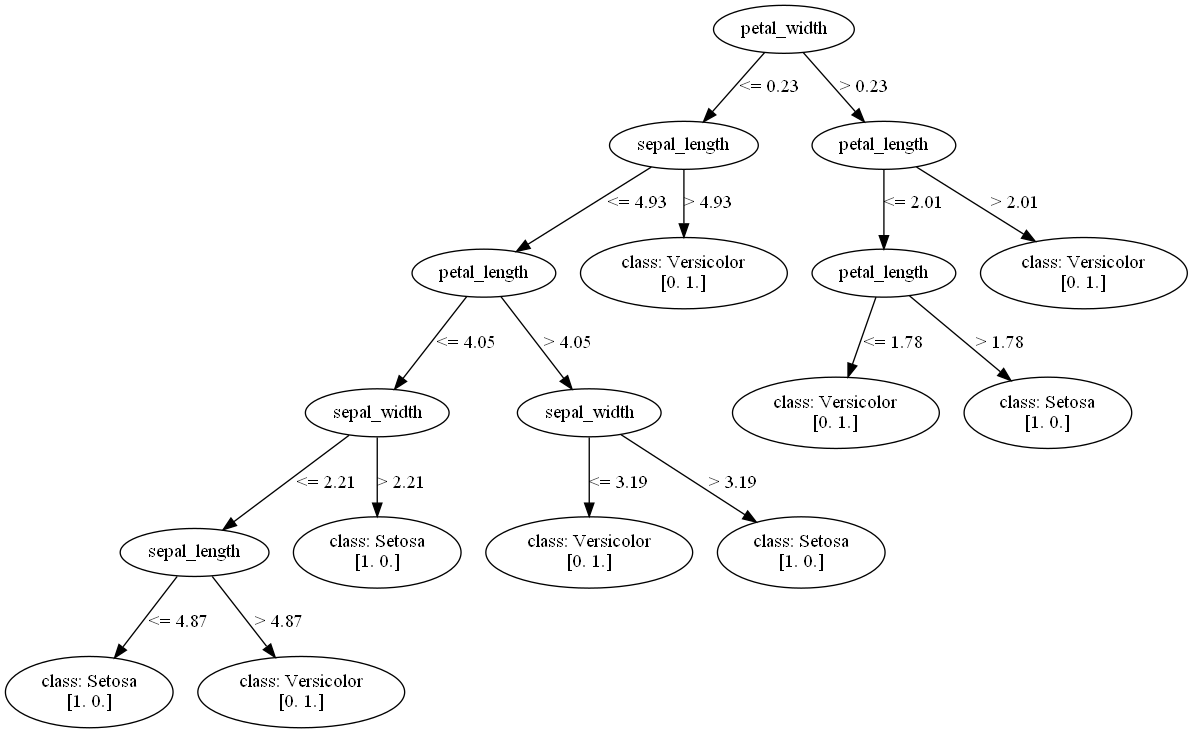 petal_width
<= 0.23
> 0.23
sepal_length
petal_length
<= 4.93
> 4.93
<= 2.01
> 2.01
petal_length
class: Versicolor
[0. 1.]
petal_length
class: Versicolor
[0. 1.]
<= 4.05
> 4.05
<= 1.78
> 1.78
sepal_width
sepal_width
class: Versicolor
[0. 1.]
class: Setosa
[1. 0.]
<= 2.21
> 2.21
<= 3.19
> 3.19
sepal_length
class: Setosa
[1. 0.]
class: Versicolor
[0. 1.]
class: Setosa
[1. 0.]
<= 4.87
> 4.87
class: Setosa
[1. 0.]
class: Versicolor
[0. 1.]